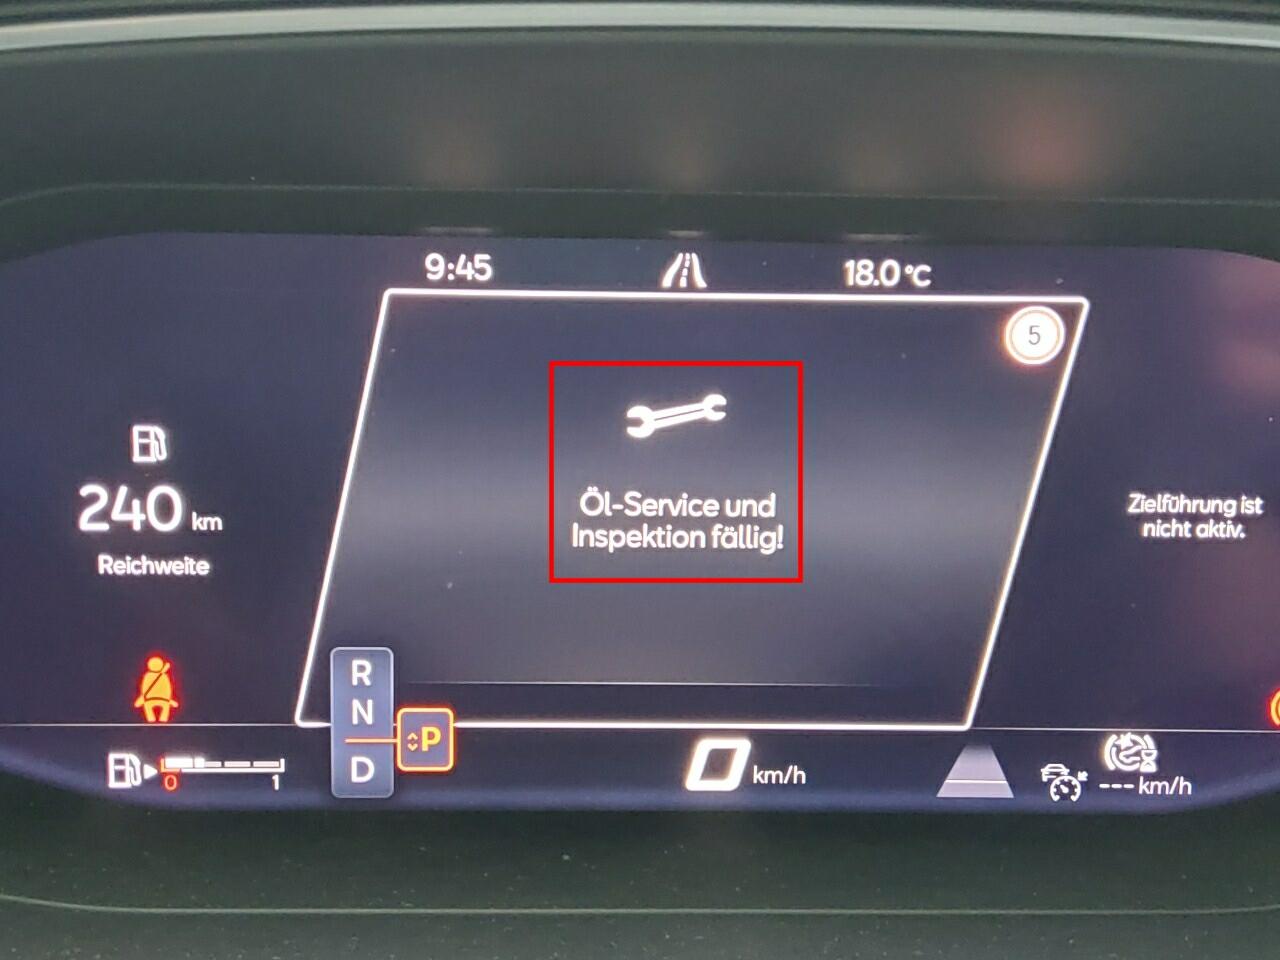 9:45
18.0°C
5
Öl-Service und
Inspektion fällig!
240 km
Reichweite
Zielführung ist
nicht aktiv.
R
N
P
D
0
1
0 km/h
--- km/h